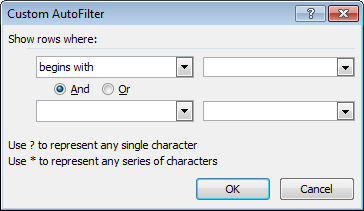 Custom AutoFilter
Show rows where:
begins with
And Or
Use ? to represent any single character
Use * to represent any series of characters
OK Cancel